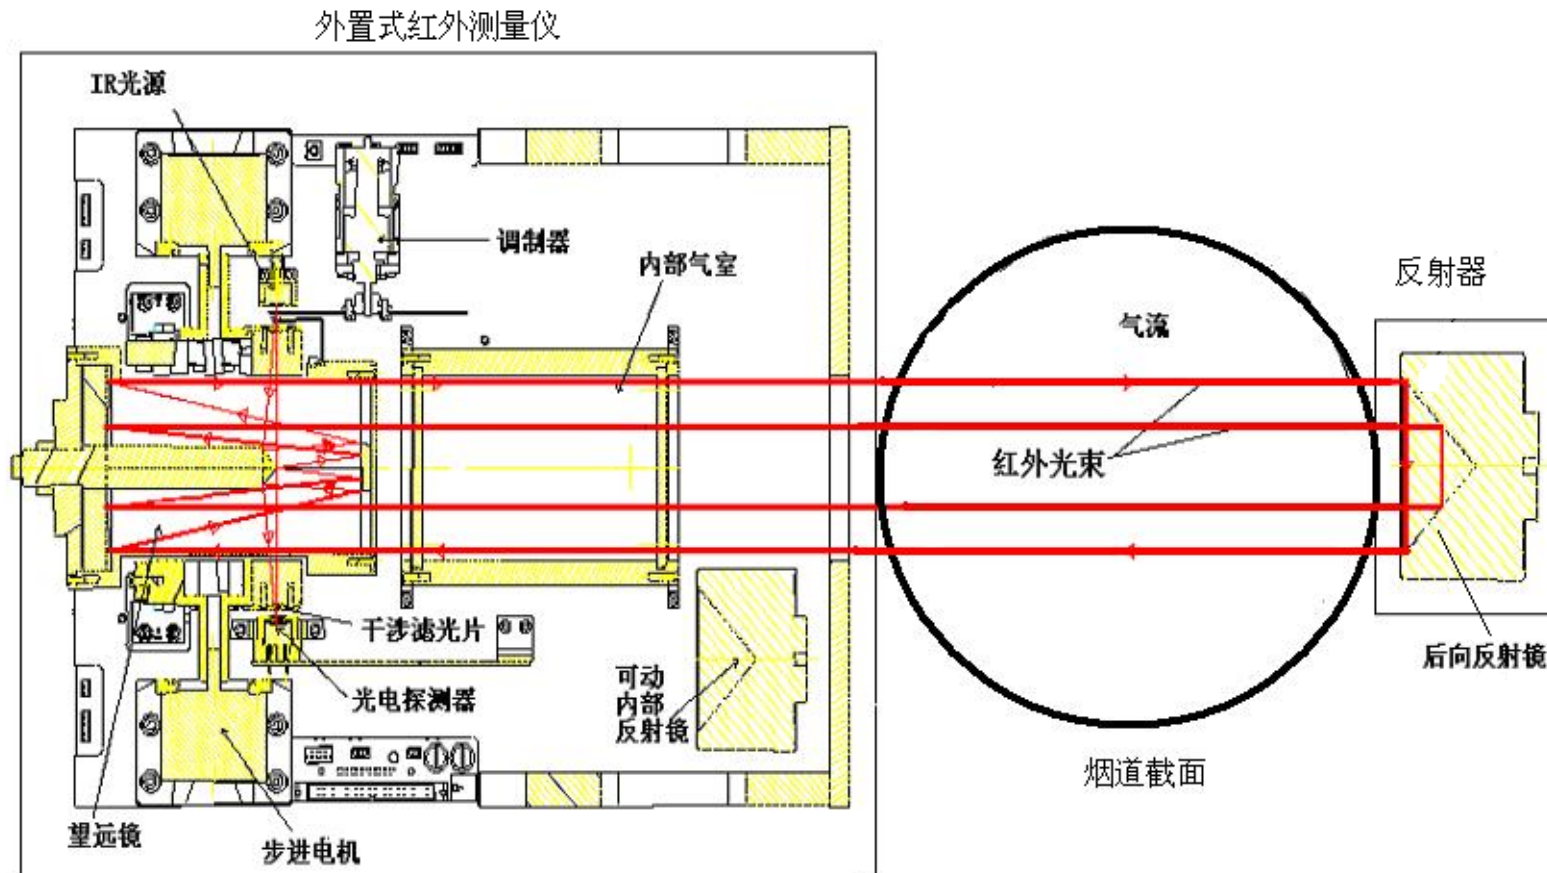 外置式红外测量仪
IR光源
调制器
内部气室
气流
反射器
红外光束
干涉滤光片
光电探测器
可动
内部
反射镜
后向反射镜
烟道截面
望远镜
步进电机